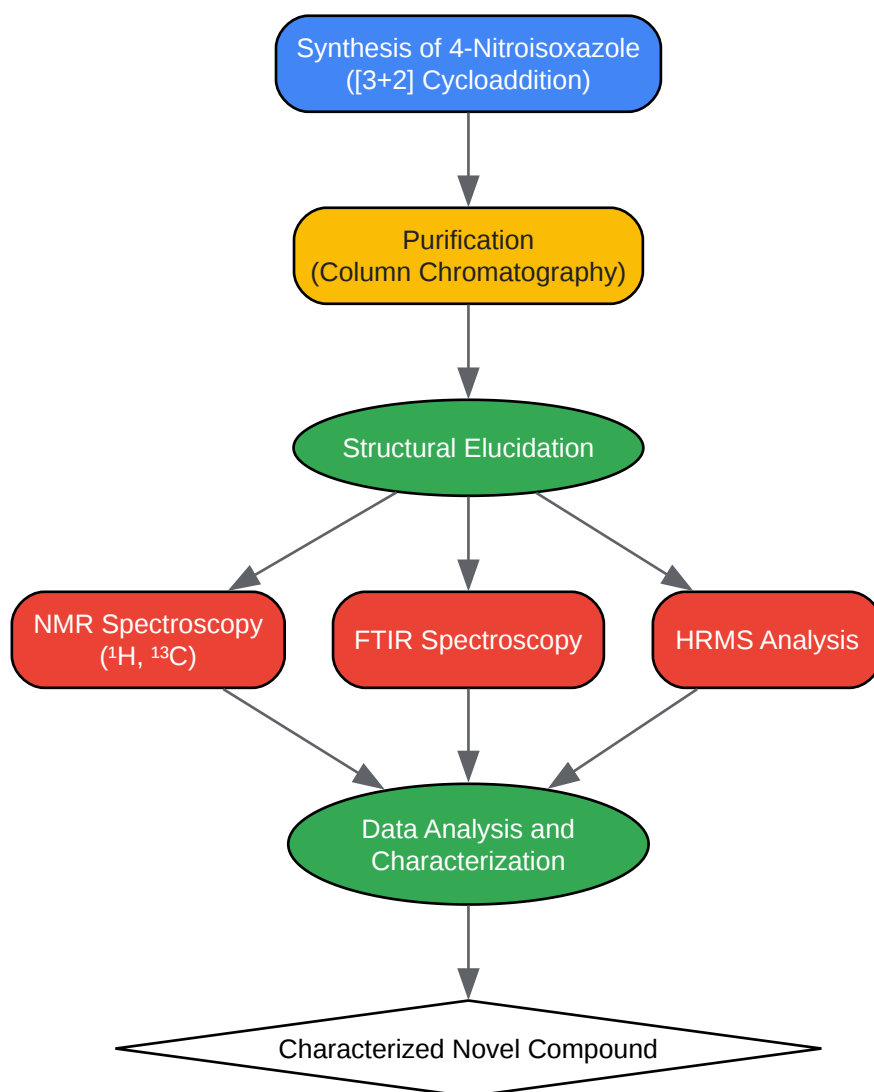 Synthesis of 4-Nitroisoxazole
([3+2] Cycloaddition)
Purification
(Column Chromatography)
Structural Elucidation
NMR Spectroscopy
(¹H, ¹³C)
FTIR Spectroscopy
HRMS Analysis
Data Analysis and
Characterization
Characterized Novel Compound